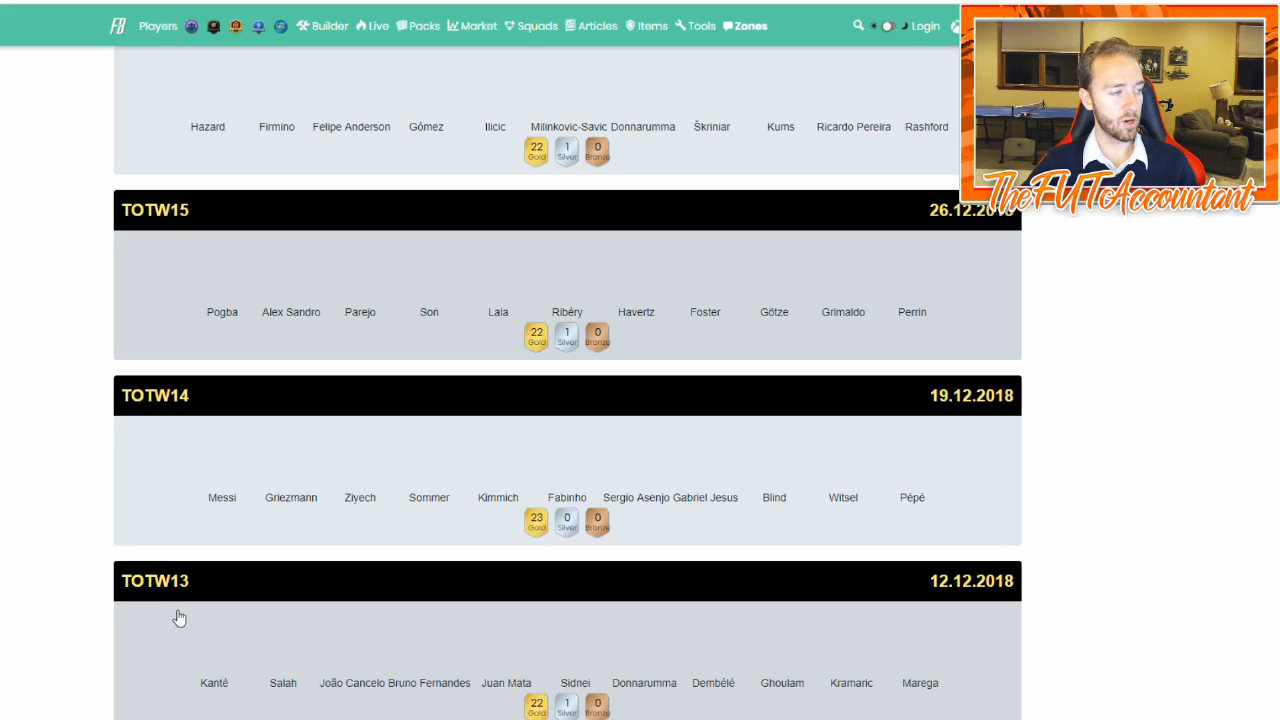 FB Players Builder Live Packs Market Squads Articles Items Tools Zones Login
Hazard Firmino Felipe Anderson Gómez Ilicic Milinkovic-Savic Donnarumma Škriniar Kums Ricardo Pereira Rashford
22 1 0
Gold Silver Bronze
TheFUTAccountant
TOTW15 26.12.2018
Pogba Alex Sandro Parejo Son Lala Ribéry Havertz Foster Götze Grimaldo Perrin
22 1 0
Gold Silver Bronze
TOTW14 19.12.2018
Messi Griezmann Ziyech Sommer Kimmich Fabinho Sergio Asenjo Gabriel Jesus Blind Witsel Pépé
23 0 0
Gold Silver Bronze
TOTW13 12.12.2018
Kanté Salah João Cancelo Bruno Fernandes Juan Mata Sidnei Donnarumma Dembélé Ghoulam Kramaric Marega
22 1 0
Gold Silver Bronze